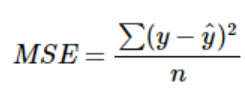 MSE = ∑(y − ŷ)² / n